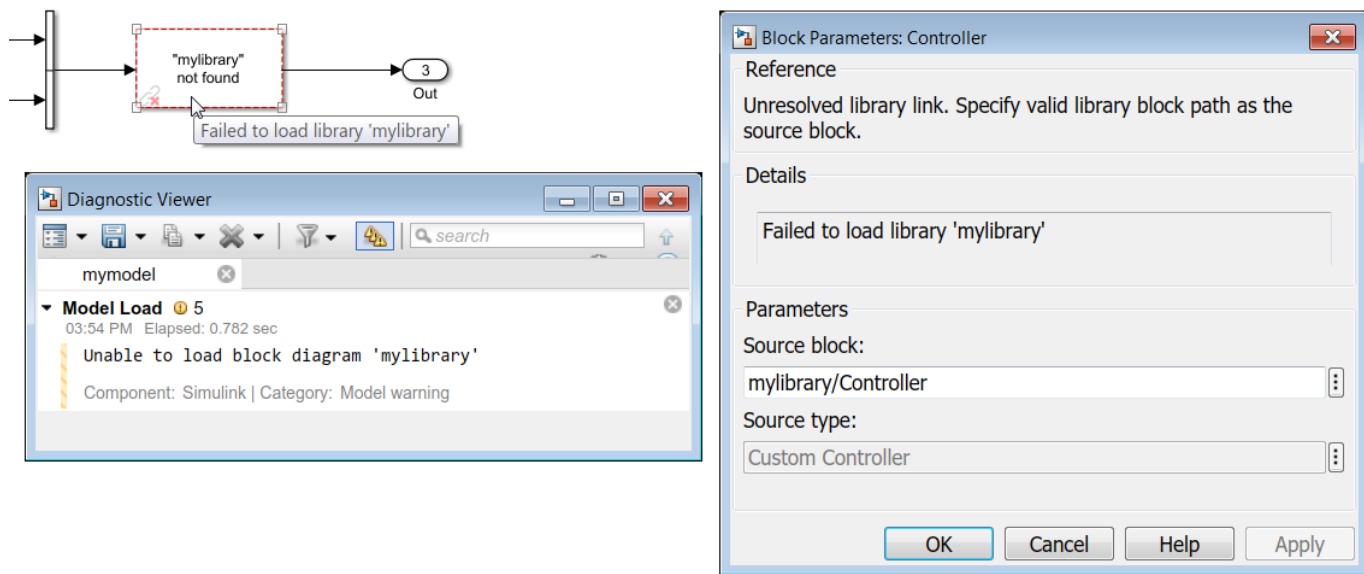 "mylibrary"
not found
3
Out
Failed to load library 'mylibrary'
Diagnostic Viewer
search
mymodel
Model Load 5
03:54 PM Elapsed: 0.782 sec
Unable to load block diagram 'mylibrary'
Component: Simulink | Category: Model warning
Block Parameters: Controller
Reference
Unresolved library link. Specify valid library block path as the
source block.
Details
Failed to load library 'mylibrary'
Parameters
Source block:
mylibrary/Controller
Source type:
Custom Controller
OK Cancel Help Apply